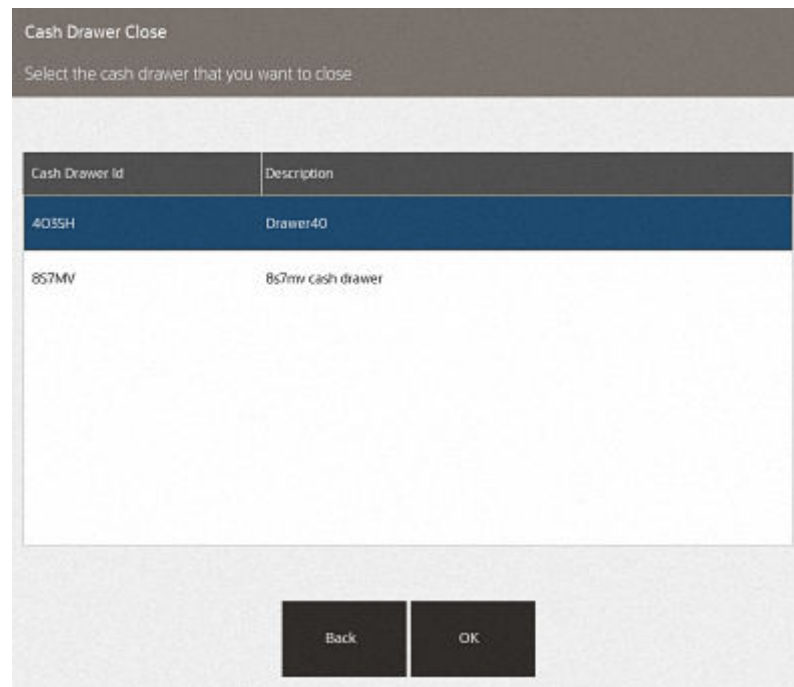 Cash Drawer Close
Select the cash drawer that you want to close
Cash Drawer Id Description
403SH Drawer40
8S7MV 8s7mv cash drawer
Back OK